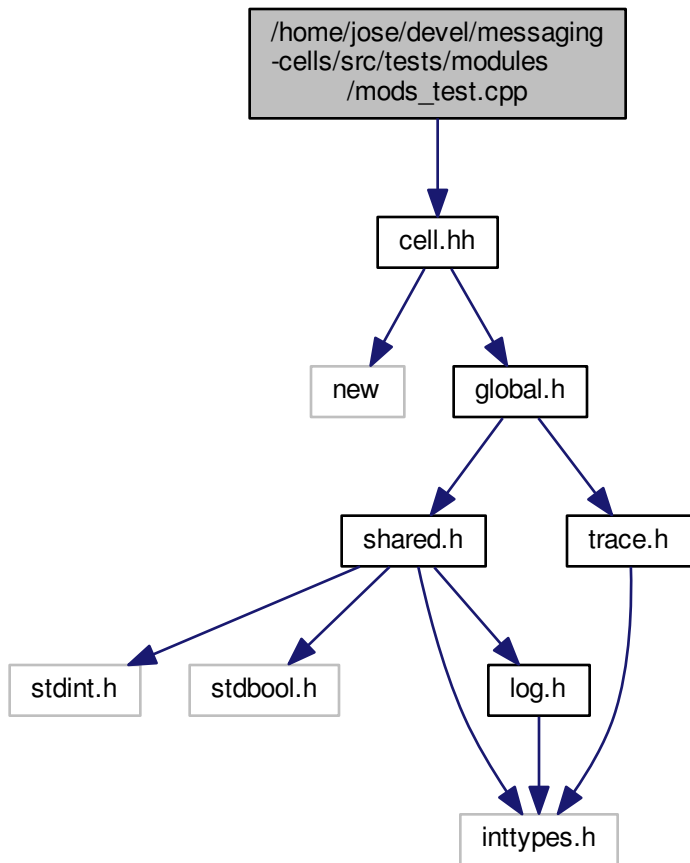 /home/jose/devel/messaging
-cells/src/tests/modules
/mods_test.cpp
cell.hh
new
global.h
shared.h
trace.h
stdint.h
stdbool.h
log.h
inttypes.h